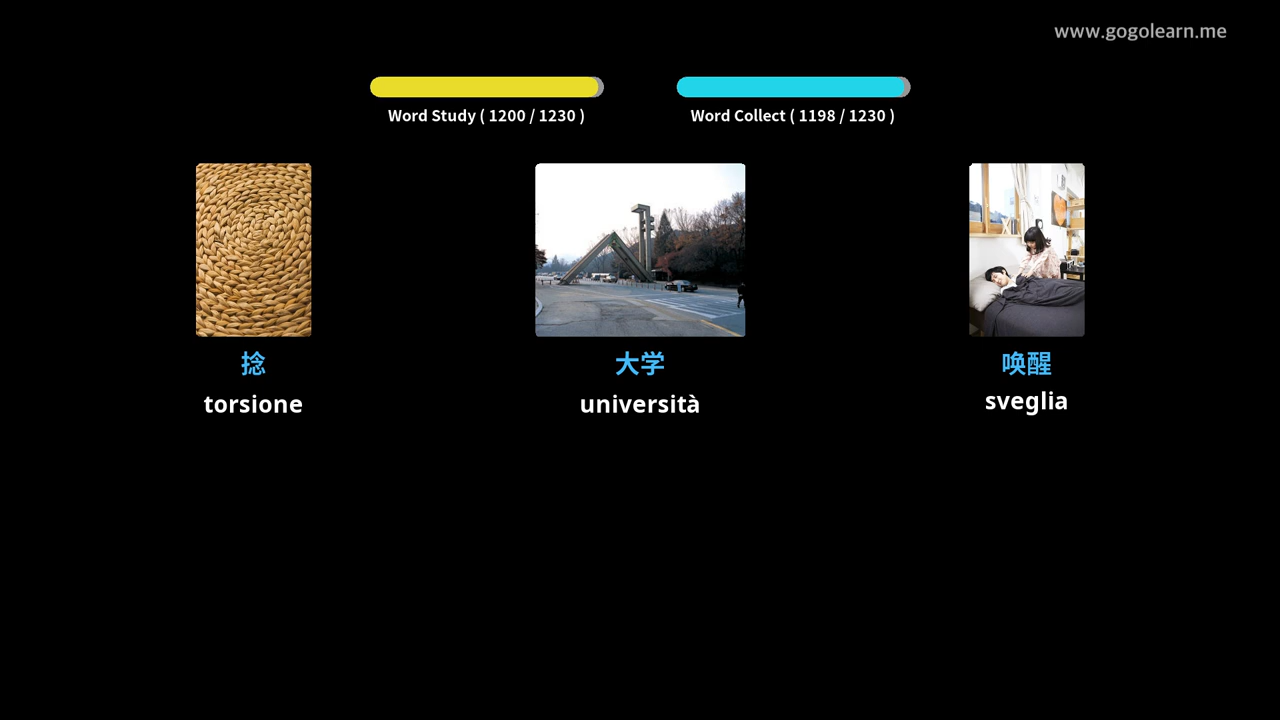 www.gogolearn.me
Word Study ( 1200 / 1230 )
Word Collect ( 1198 / 1230 )
捻
torsione
大学
università
唤醒
sveglia